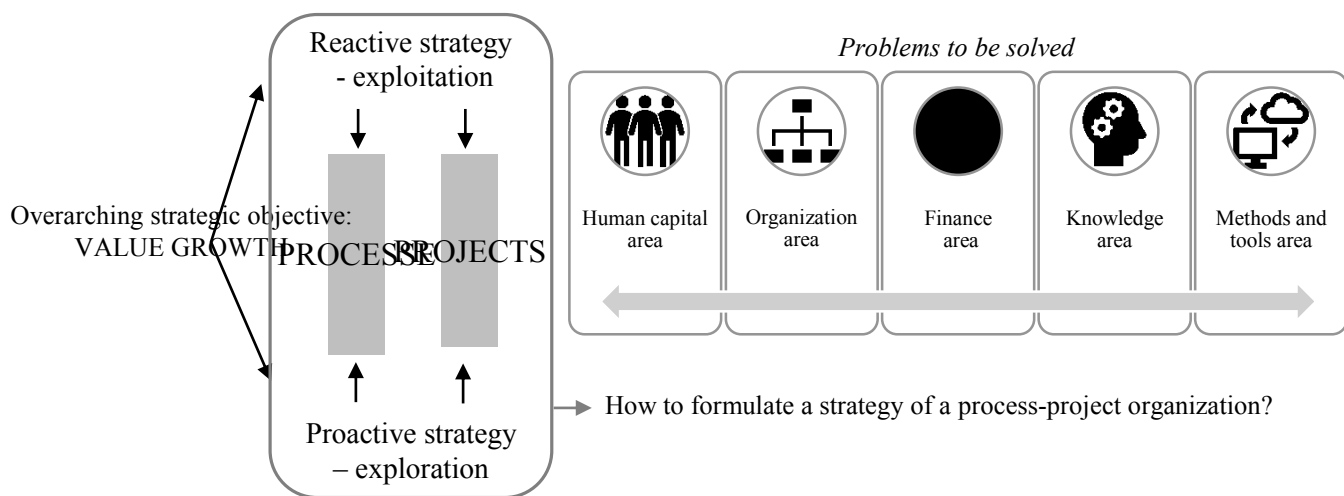 Reactive strategy
- exploitation
Overarching strategic objective:
VALUE GROWTH
PROCESSE
PROJECTS
Proactive strategy
– exploration
Problems to be solved
Human capital
area
Organization
area
Finance
area
Knowledge
area
Methods and
tools area
How to formulate a strategy of a process-project organization?